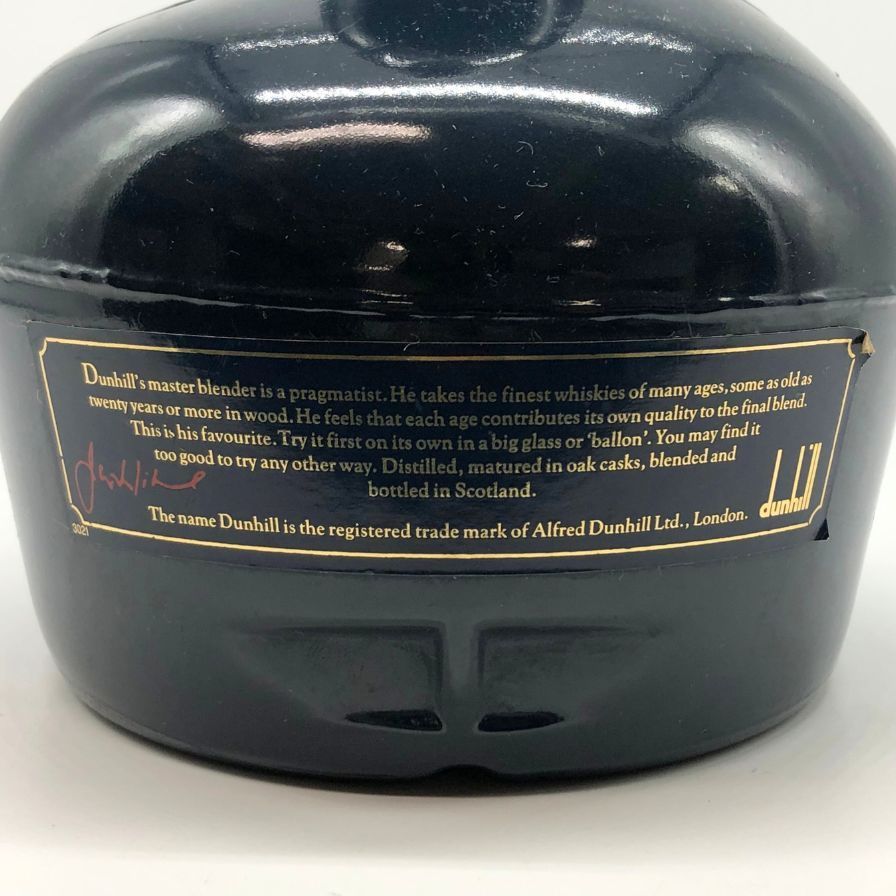 Dunhill's master blender is a pragmatist. He takes the finest whiskies of many ages, some as old as
twenty years or more in wood. He feels that each age contributes its own quality to the final blend.
This is his favourite. Try it first on its own in a big glass or 'ballon'. You may find it
too good to try any other way. Distilled, matured in oak casks, blended and
bottled in Scotland.
dunhill
The name Dunhill is the registered trade mark of Alfred Dunhill Ltd., London.
3021